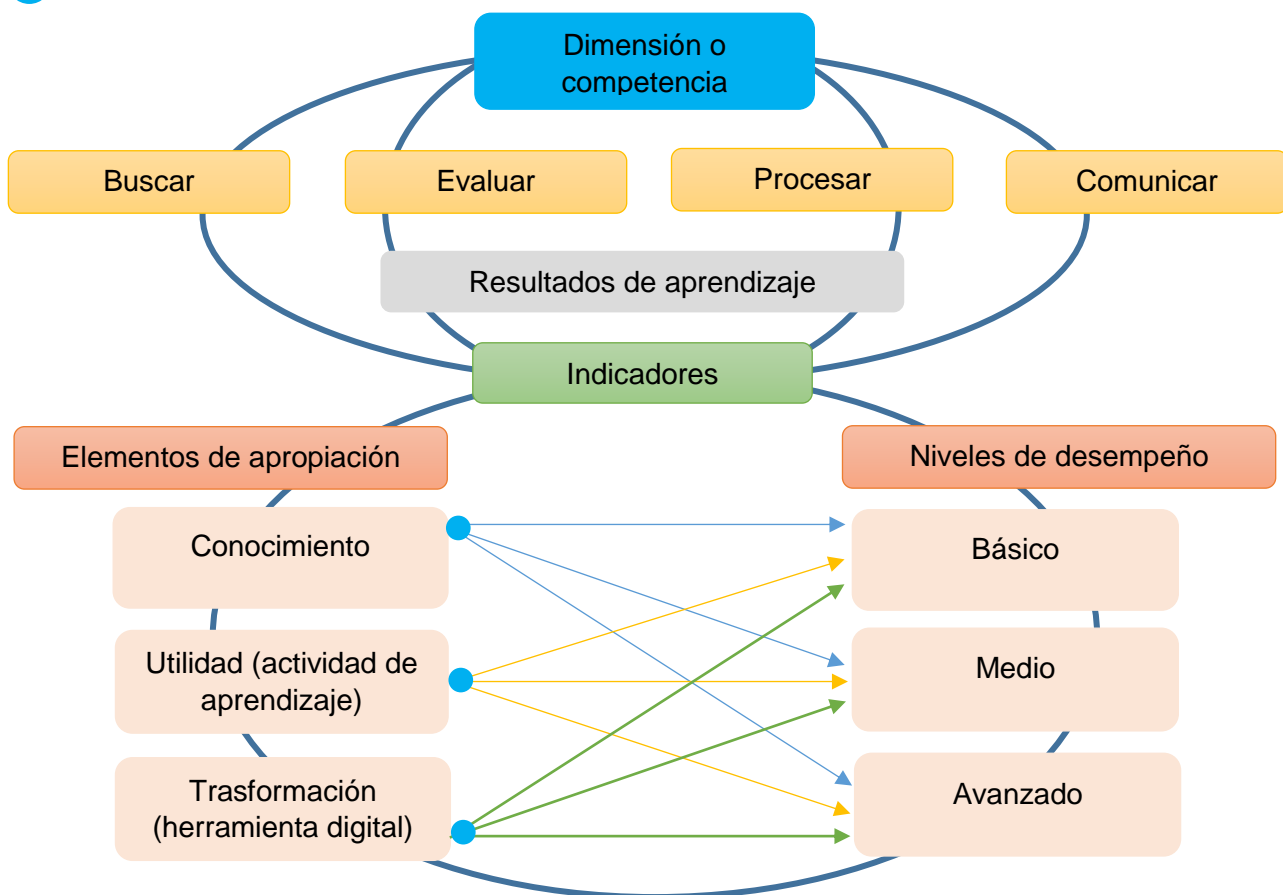 Dimensión o
competencia
Buscar
Evaluar
Procesar
Comunicar
Resultados de aprendizaje
Indicadores
Elementos de apropiación
Niveles de desempeño
Conocimiento
Básico
Utilidad (actividad de
aprendizaje)
Medio
Trasformación
(herramienta digital)
Avanzado